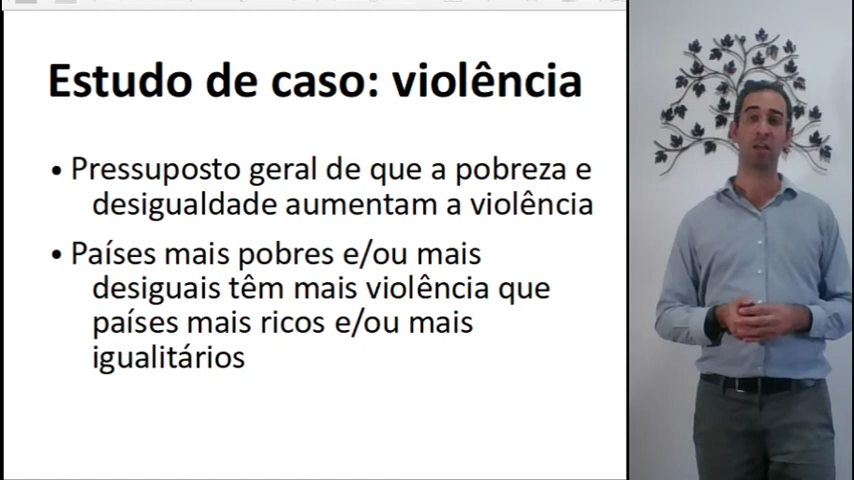 Estudo de caso: violência
• Pressuposto geral de que a pobreza e
desigualdade aumentam a violência
• Países mais pobres e/ou mais
desiguais têm mais violência que
países mais ricos e/ou mais
igualitários